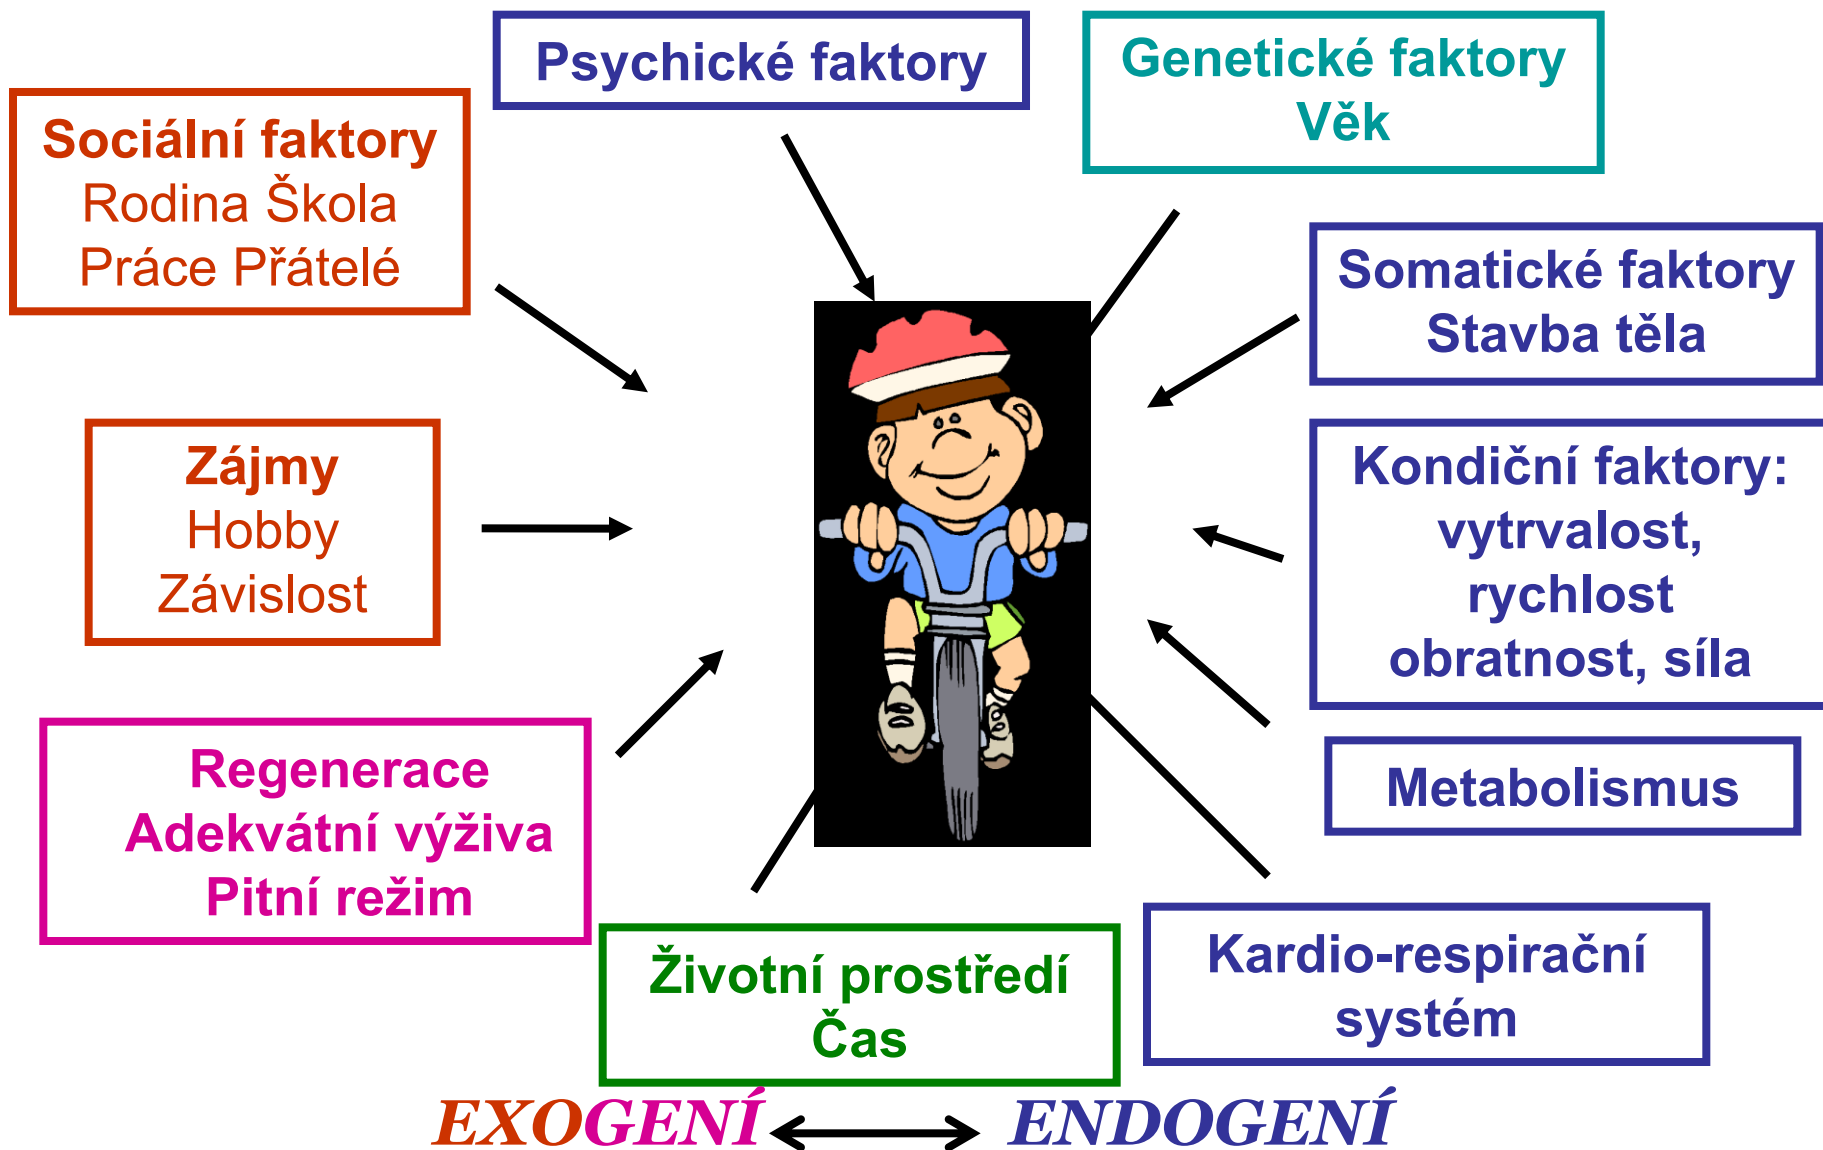 Psychické faktory
Genetické faktory
Věk
Sociální faktory
Rodina Škola
Práce Přátelé
Somatické faktory
Stavba těla
Zájmy
Hobby
Závislost
Kondiční faktory:
vytrvalost,
rychlost
obratnost, síla
Regenerace
Adekvátní výživa
Pitní režim
Metabolismus
Životní prostředí
Čas
Kardio-respirační
systém
EXOGENÍ ENDOGENÍ